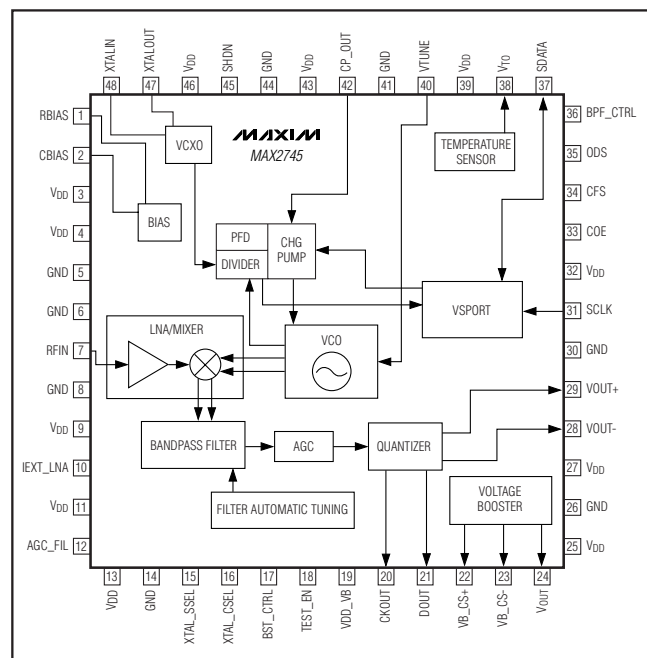 XTALIN
XTALOUT
VDD
SHDN
GND
VDD
CP_OUT
GND
VTUNE
VDD
VTO
SDATA
48
47
46
45
44
43
42
41
40
39
38
37
RBIAS 1
CBIAS 2
VDD 3
VDD 4
GND 5
GND 6
RFIN 7
GND 8
VDD 9
IEXT_LNA 10
VDD 11
AGC_FIL 12
MAXIM
MAX2745
VCXO
BIAS
TEMPERATURE
SENSOR
PFD
DIVIDER
CHG
PUMP
VSPORT
LNA/MIXER
VCO
BANDPASS FILTER
AGC
QUANTIZER
FILTER AUTOMATIC TUNING
VOLTAGE
BOOSTER
36 BPF_CTRL
35 ODS
34 CFS
33 COE
32 VDD
31 SCLK
30 GND
29 VOUT+
28 VOUT-
27 VDD
26 GND
25 VDD
13
14
15
16
17
18
19
20
21
22
23
24
VDD
GND
XTAL_SSEL
XTAL_CSEL
BST_CTRL
TEST_EN
VDD_VB
CKOUT
DOUT
VB_CS+
VB_CS-
VOUT